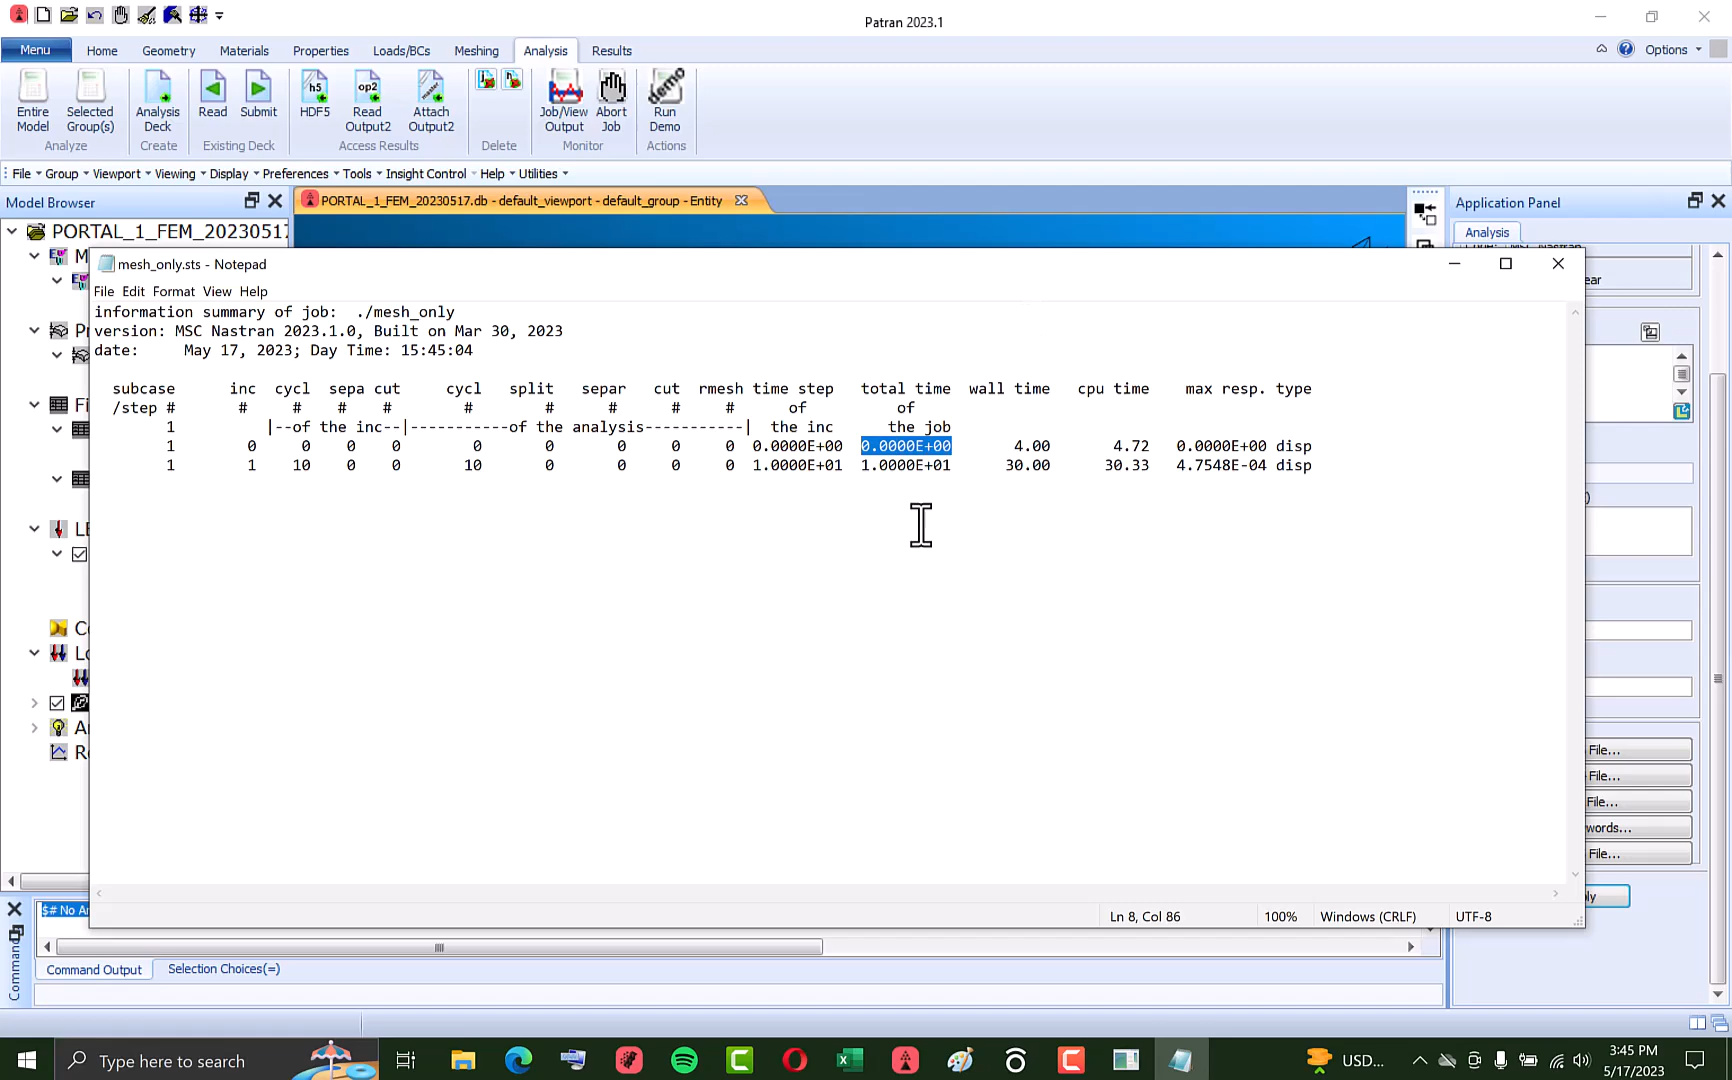 Patran 2023.1
Menu Home Geometry Materials Properties Loads/BCs Meshing Analysis Results Options
Entire Model Selected Group(s) Analysis Deck Read Submit HDF5 Read Output2 Attach Output2 Job/View Output Abort Job Run Demo
Analyze Create Existing Deck Access Results Delete Monitor Actions
File Group Viewport Viewing Display Preferences Tools Insight Control Help Utilities
Model Browser
PORTAL_1_FEM_20230517.db - default_viewport - default_group - Entity
Application Panel
PORTAL_1_FEM_20230517
Analysis
mesh_only.sts - Notepad
File Edit Format View Help
information summary of job:  ./mesh_only
version: MSC Nastran 2023.1.0, Built on Mar 30, 2023
date:     May 17, 2023; Day Time: 15:45:04
subcase inc cycl sepa cut cycl split separ cut rmesh time step total time wall time cpu time max resp. type
/step # # # # # # # # # # of of
1 |--of the inc--|-----------of the analysis-----------| the inc the job
1 0 0 0 0 0 0 0 0 0 0.0000E+00 0.0000E+00 4.00 4.72 0.0000E+00 disp
1 1 10 0 0 10 0 0 0 0 1.0000E+01 1.0000E+01 30.00 30.33 4.7548E-04 disp
ear
File...
File...
File...
words...
File...
ly
Ln 8, Col 86 100% Windows (CRLF) UTF-8
$# No An
Command Output Selection Choices(=)
Command
Type here to search
USD...
3:45 PM
5/17/2023